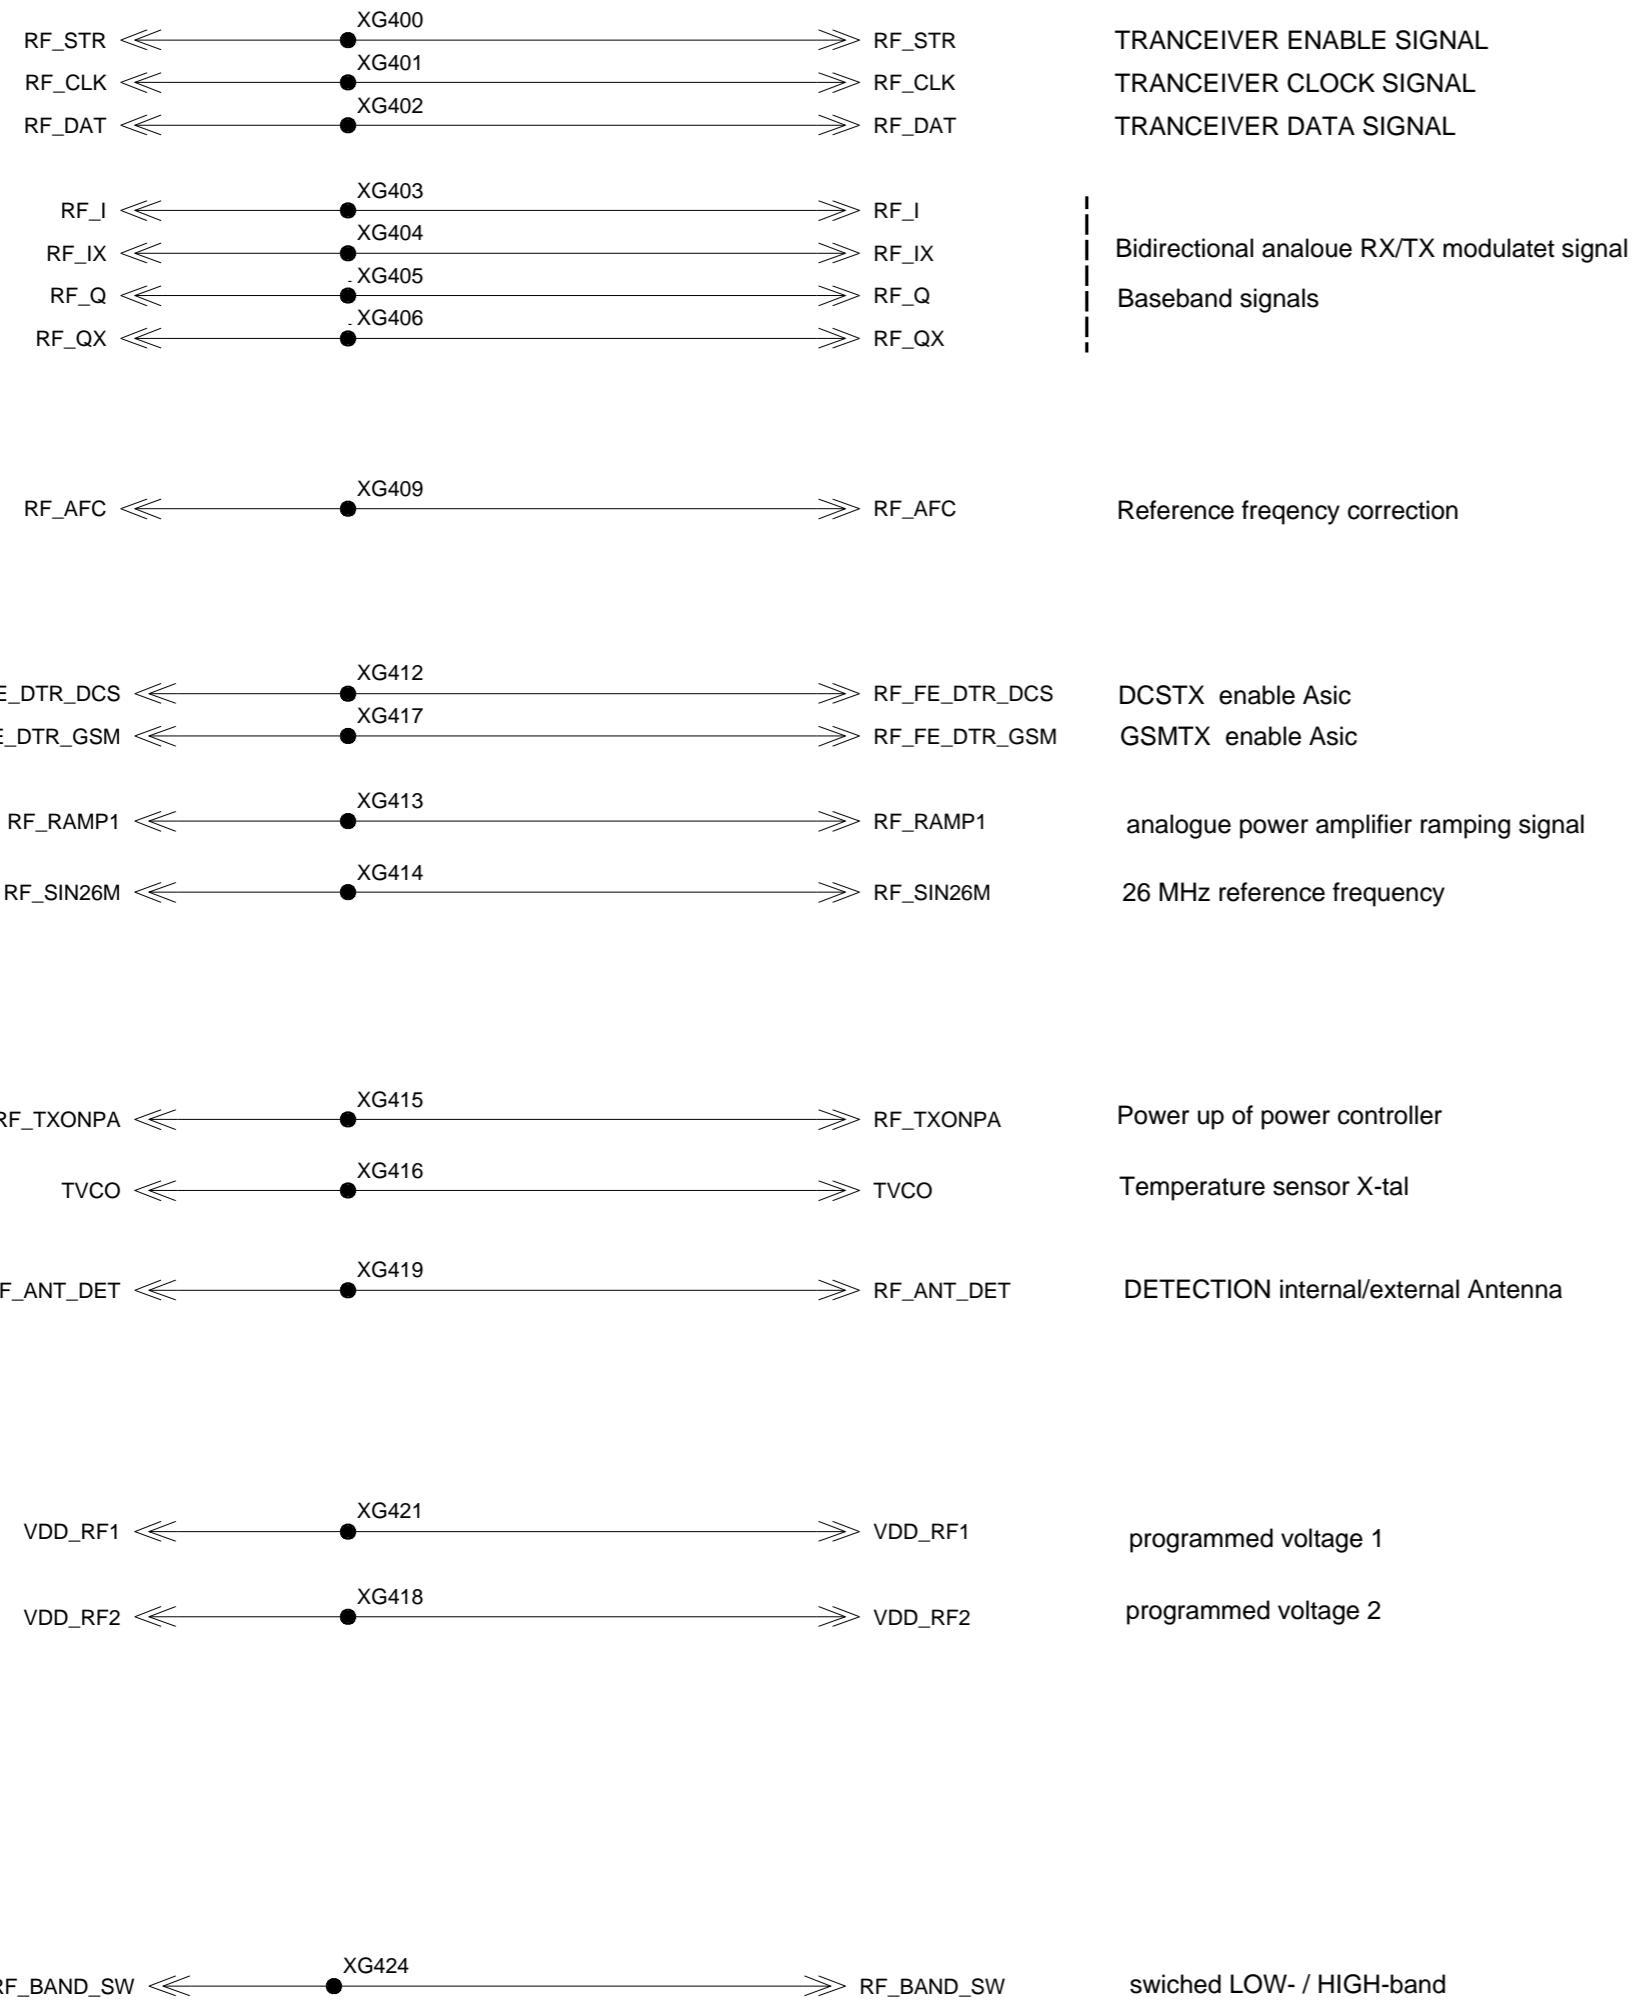 XG400
RF_STR RF_STR TRANCEIVER ENABLE SIGNAL
XG401
RF_CLK RF_CLK TRANCEIVER CLOCK SIGNAL
XG402
RF_DAT RF_DAT TRANCEIVER DATA SIGNAL
XG403
RF_I RF_I
XG404
RF_IX RF_IX Bidirectional analoue RX/TX modulatet signal
XG405
RF_Q RF_Q Baseband signals
XG406
RF_QX RF_QX
XG409
RF_AFC RF_AFC Reference freqency correction
XG412
E_DTR_DCS RF_FE_DTR_DCS DCSTX enable Asic
XG417
E_DTR_GSM RF_FE_DTR_GSM GSMTX enable Asic
XG413
RF_RAMP1 RF_RAMP1 analogue power amplifier ramping signal
XG414
RF_SIN26M RF_SIN26M 26 MHz reference frequency
XG415
RF_TXONPA RF_TXONPA Power up of power controller
XG416
TVCO TVCO Temperature sensor X-tal
XG419
F_ANT_DET RF_ANT_DET DETECTION internal/external Antenna
XG421
VDD_RF1 VDD_RF1 programmed voltage 1
XG418
VDD_RF2 VDD_RF2 programmed voltage 2
XG424
RF_BAND_SW RF_BAND_SW swiched LOW- / HIGH-band